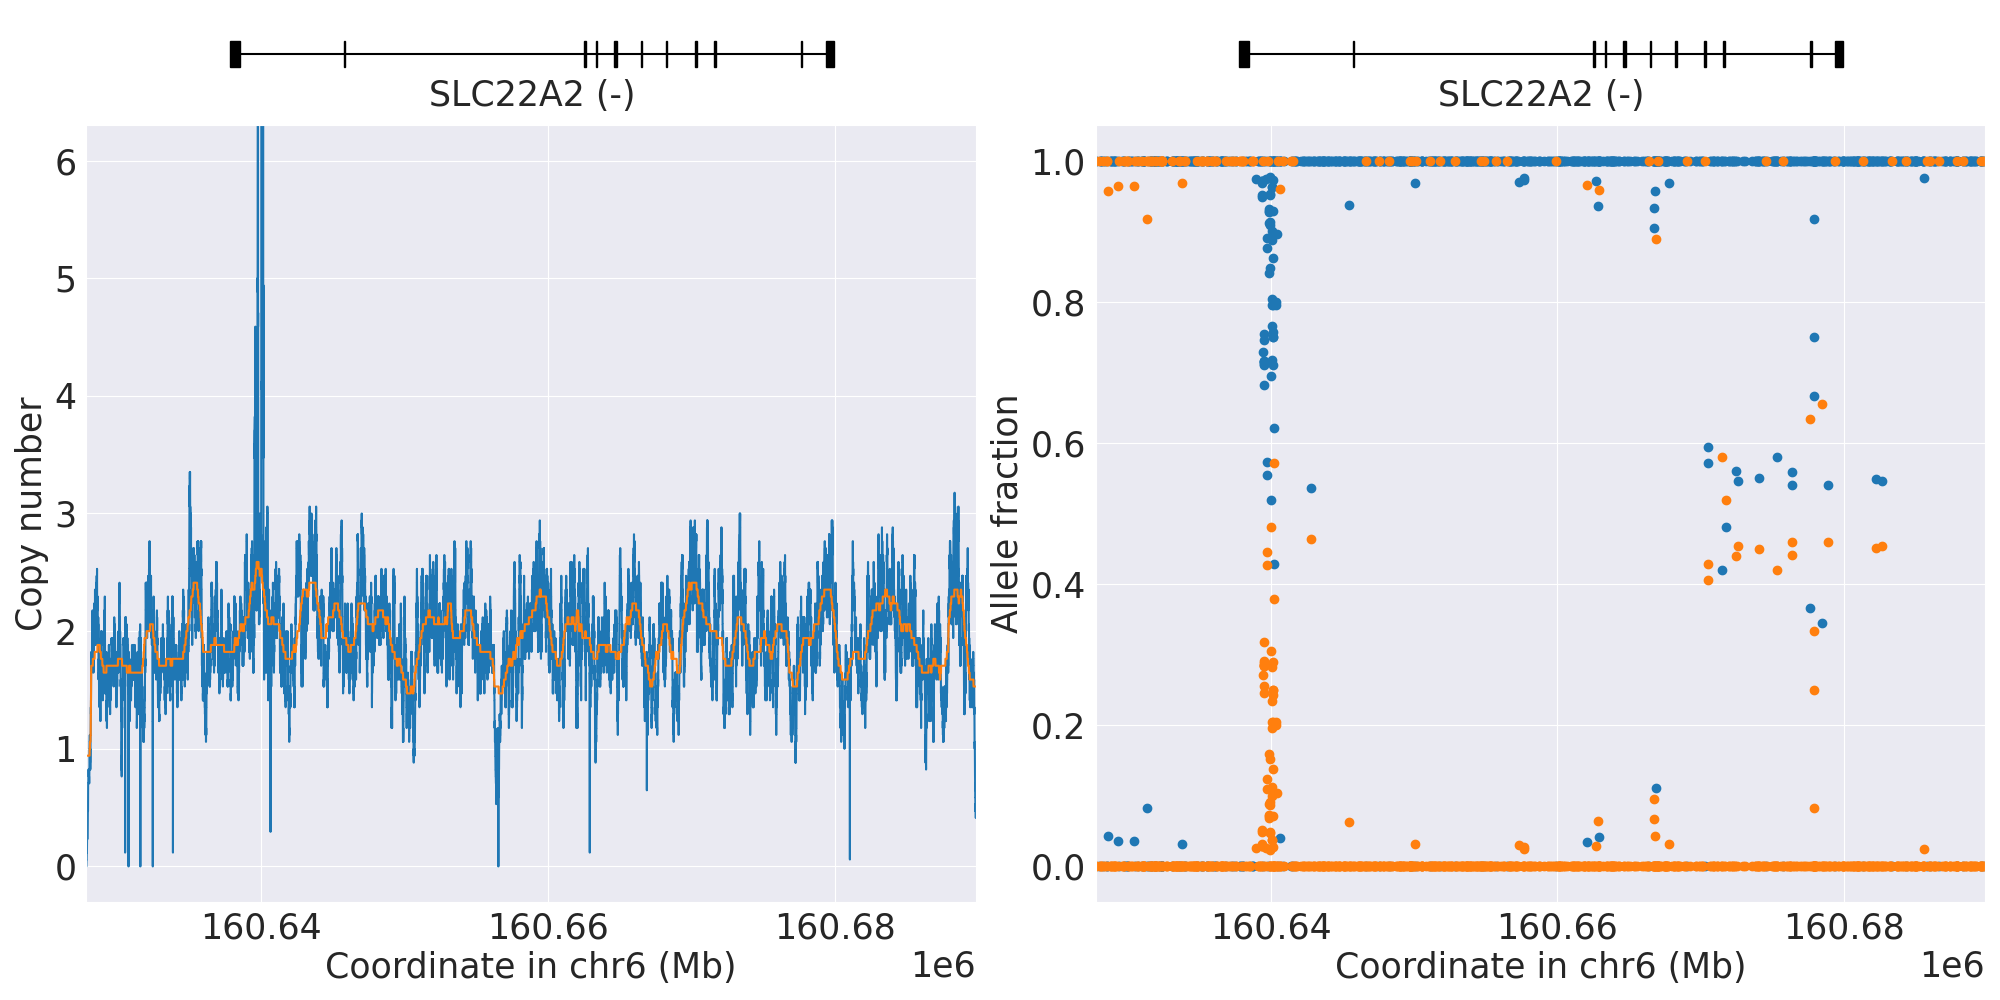 SLC22A2 (-)
6
5
4
3
2
1
0
Copy number
160.64
160.66
160.68
Coordinate in chr6 (Mb)
1e6
SLC22A2 (-)
1.0
0.8
0.6
0.4
0.2
0.0
Allele fraction
160.64
160.66
160.68
Coordinate in chr6 (Mb)
1e6